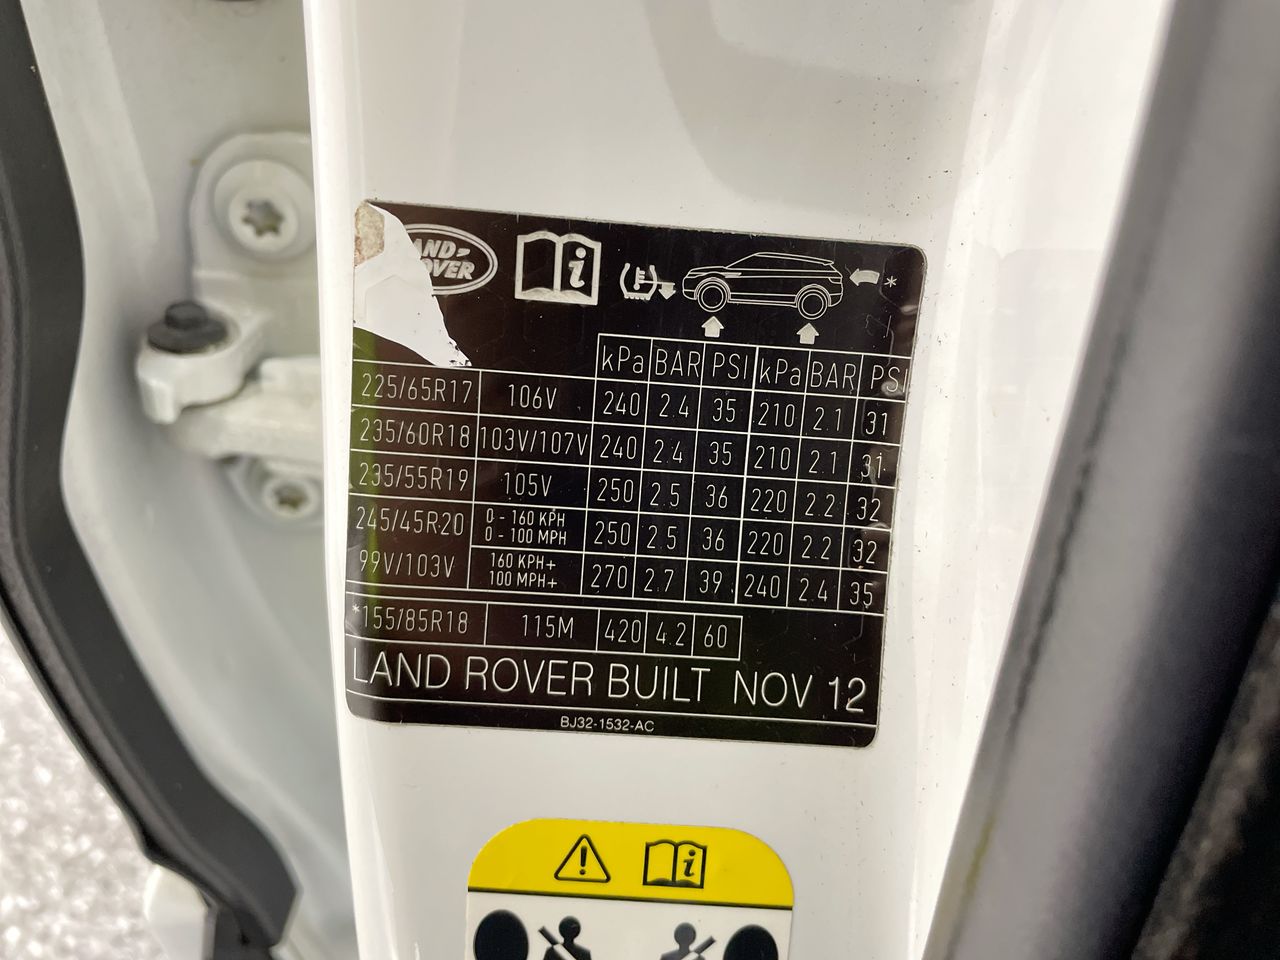 LAND-
ROVER
i
*
kPa BAR PSI kPa BAR PSI
225/65R17 106V 240 2.4 35 210 2.1 31
235/60R18 103V/107V 240 2.4 35 210 2.1 31
235/55R19 105V 250 2.5 36 220 2.2 32
245/45R20 0 - 160 KPH
0 - 100 MPH 250 2.5 36 220 2.2 32
99V/103V 160 KPH+
100 MPH+ 270 2.7 39 240 2.4 35
*155/85R18 115M 420 4.2 60
LAND ROVER BUILT NOV 12
BJ32-1532-AC
! i